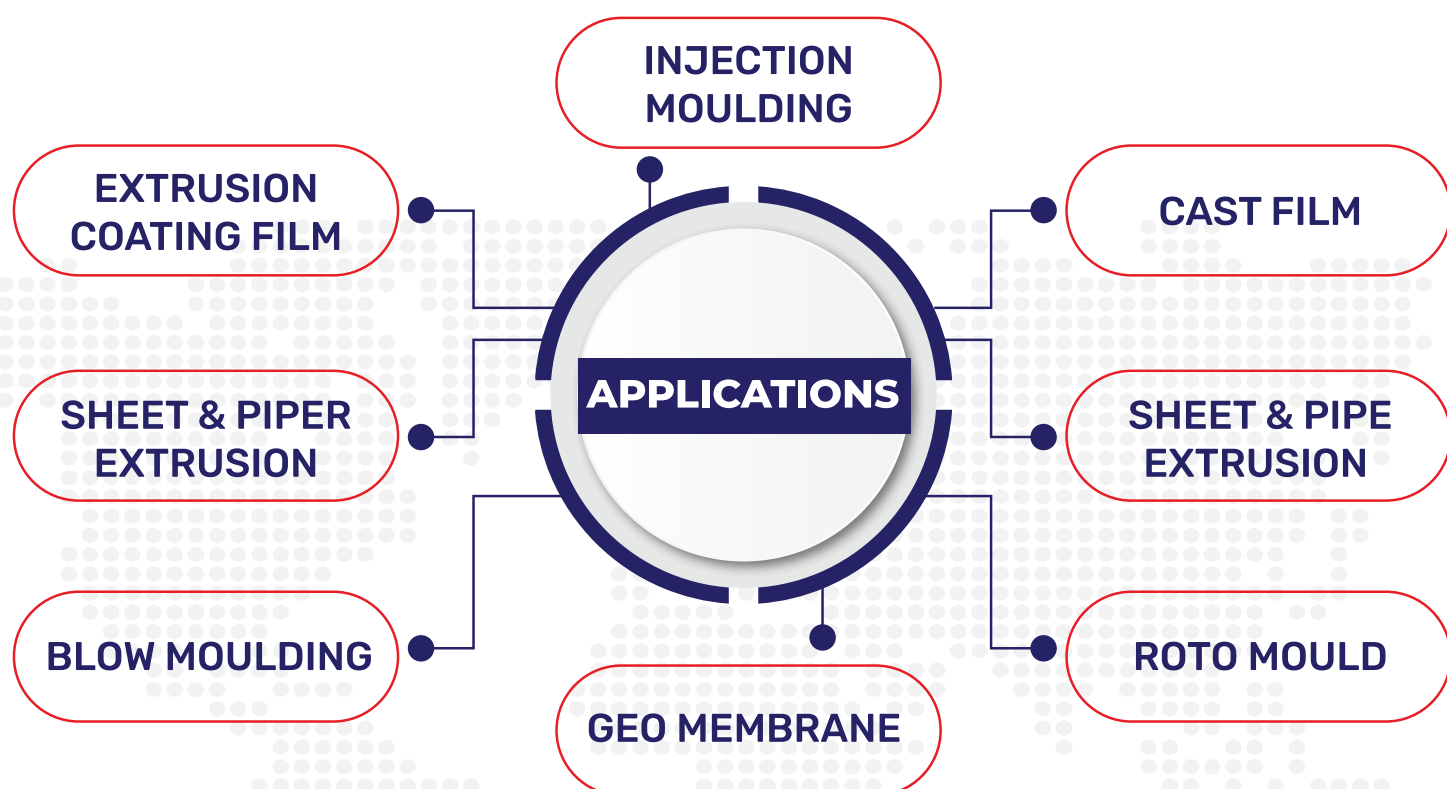 INJECTION
MOULDING
EXTRUSION
COATING FILM
CAST FILM
APPLICATIONS
SHEET & PIPER
EXTRUSION
SHEET & PIPE
EXTRUSION
BLOW MOULDING
ROTO MOULD
GEO MEMBRANE